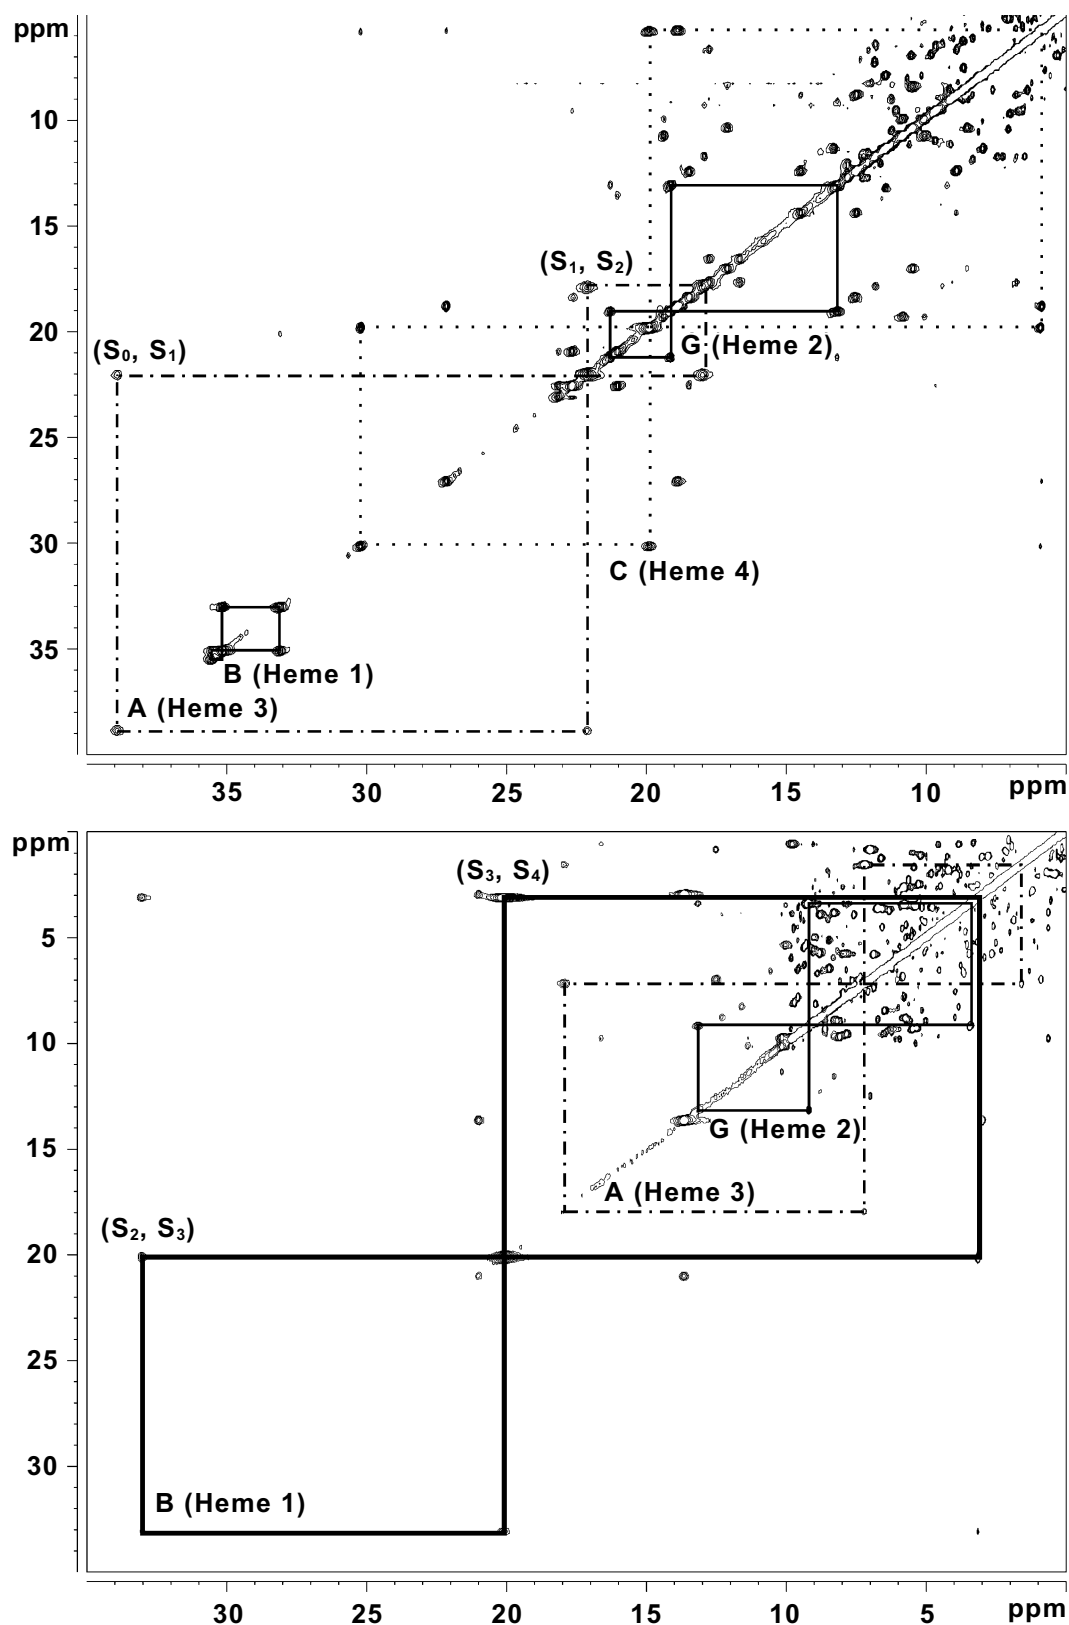 ppm
10
15
(S₁, S₂)
20
G (Heme 2)
(S₀, S₁)
25
30
C (Heme 4)
35
B (Heme 1)
A (Heme 3)
35 30 25 20 15 10 ppm
ppm
(S₃, S₄)
5
10
G (Heme 2)
15
A (Heme 3)
(S₂, S₃)
20
25
30
B (Heme 1)
30 20 10 5 ppm